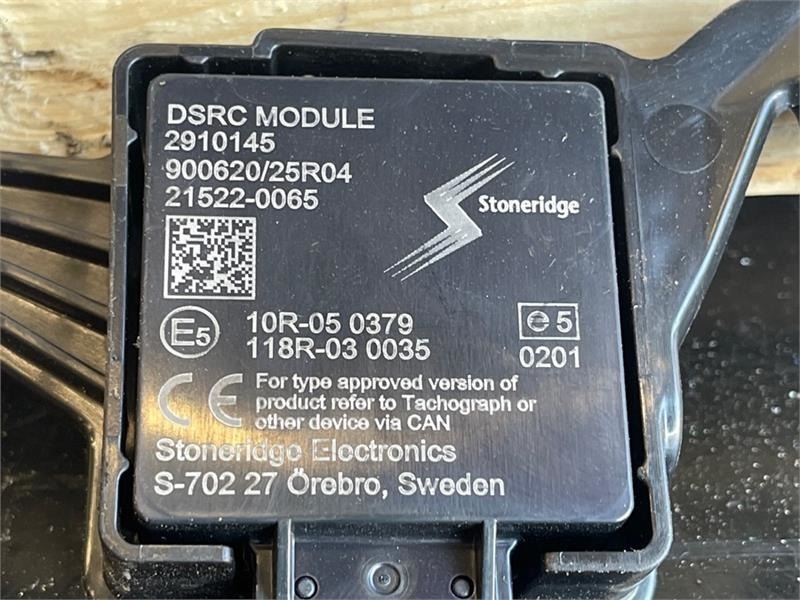 DSRC MODULE
2910145
900620/25R04
21522-0065
Stoneridge
E5
10R-05 0379
118R-03 0035
e5
0201
CE
For type approved version of
product refer to Tachograph or
other device via CAN
Stoneridge Electronics
S-702 27 Örebro, Sweden